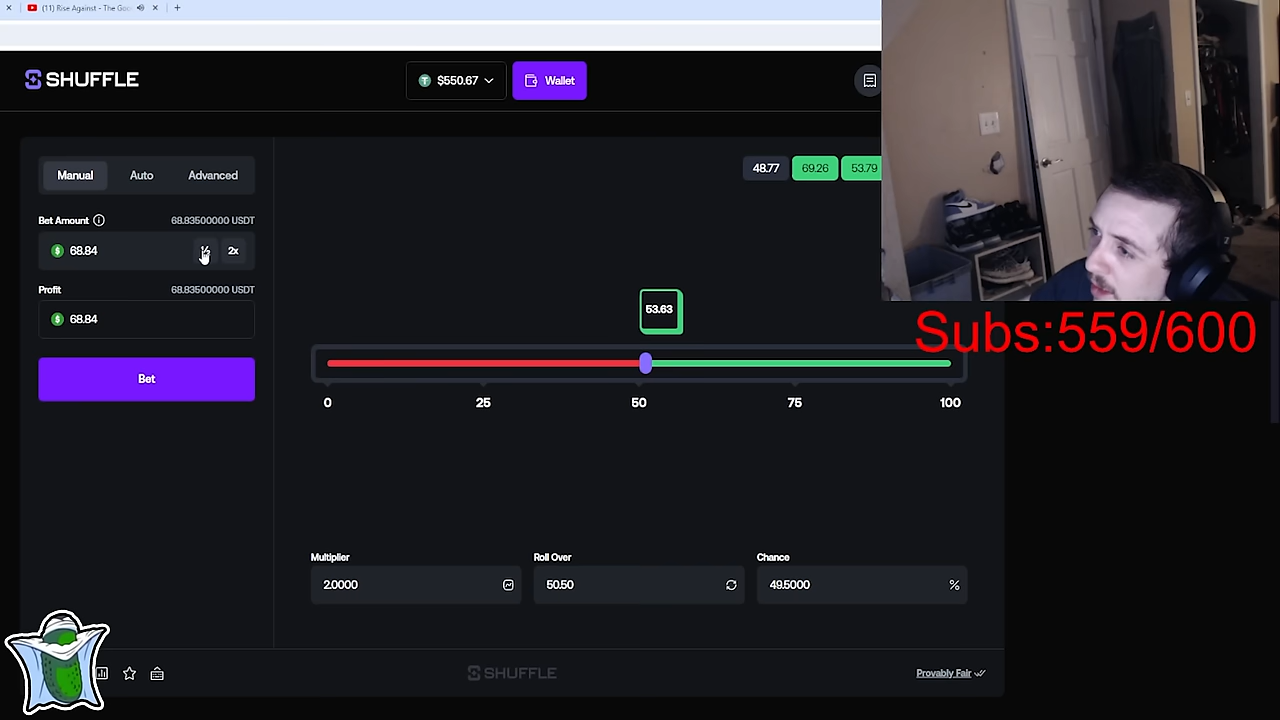 (11) Rise Against - The Goo
SHUFFLE
$550.67
Wallet
Manual
Auto
Advanced
48.77
69.26
53.79
Bet Amount
68.83500000 USDT
68.84
½
2x
Profit
68.83500000 USDT
68.84
53.63
Subs:559/600
Bet
0
25
50
75
100
Multiplier
Roll Over
Chance
2.0000
50.50
49.5000
%
SHUFFLE
Provably Fair